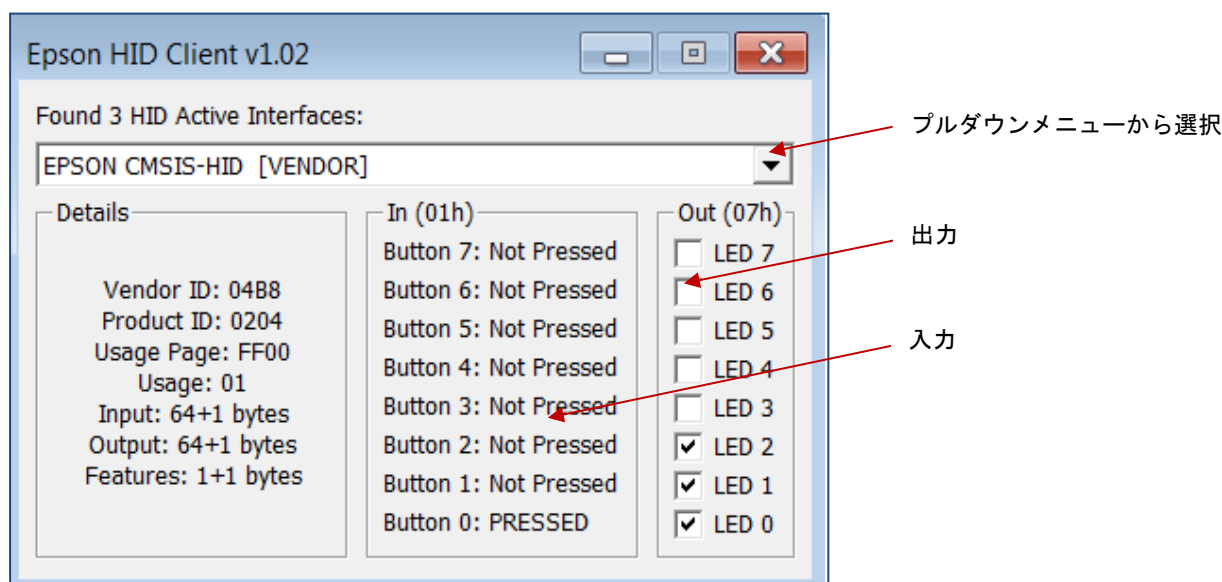 Epson HID Client v1.02
Found 3 HID Active Interfaces:
EPSON CMSIS-HID [VENDOR]
プルダウンメニューから選択
Details
Vendor ID: 04B8
Product ID: 0204
Usage Page: FF00
Usage: 01
Input: 64+1 bytes
Output: 64+1 bytes
Features: 1+1 bytes
In (01h)
Button 7: Not Pressed
Button 6: Not Pressed
Button 5: Not Pressed
Button 4: Not Pressed
Button 3: Not Pressed
Button 2: Not Pressed
Button 1: Not Pressed
Button 0: PRESSED
Out (07h)
LED 7
LED 6
LED 5
LED 4
LED 3
LED 2
LED 1
LED 0
出力
入力